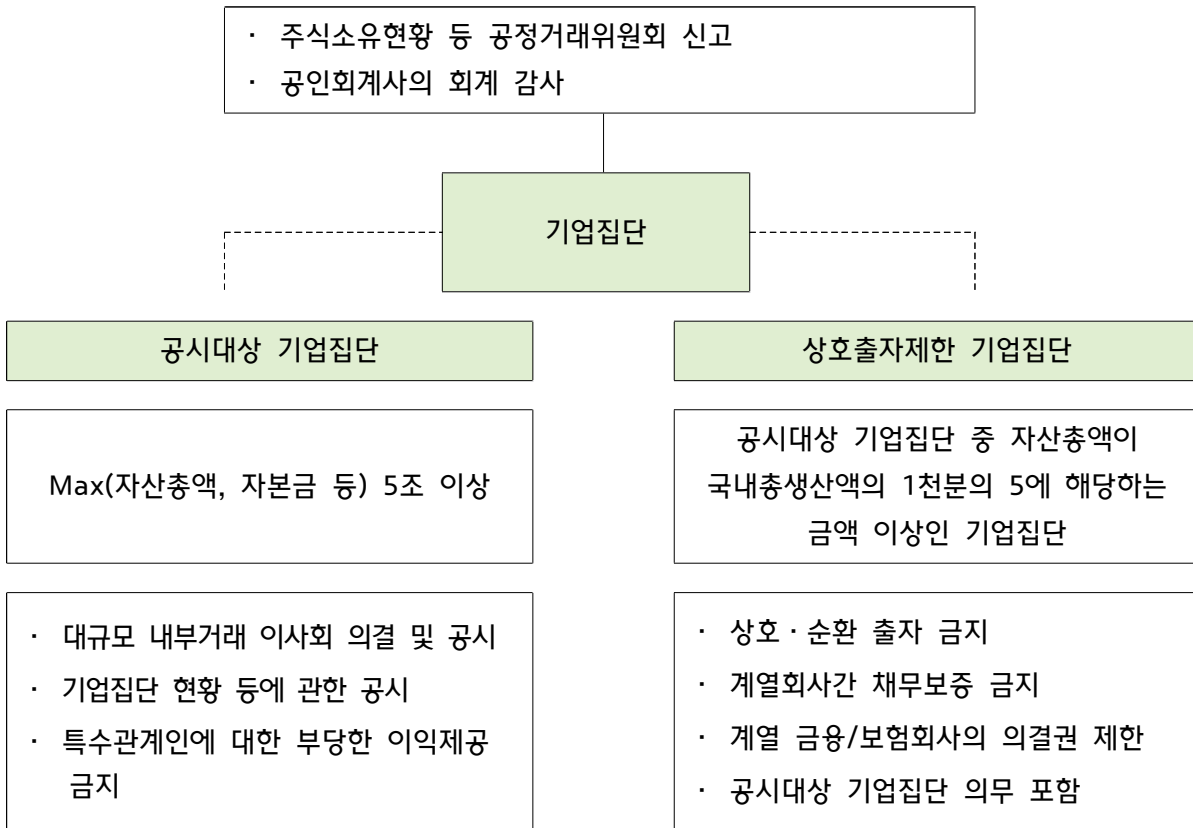 · 주식소유현황 등 공정거래위원회 신고
· 공인회계사의 회계 감사
기업집단
공시대상 기업집단
Max(자산총액, 자본금 등) 5조 이상
· 대규모 내부거래 이사회 의결 및 공시
· 기업집단 현황 등에 관한 공시
· 특수관계인에 대한 부당한 이익제공
금지
상호출자제한 기업집단
공시대상 기업집단 중 자산총액이
국내총생산액의 1천분의 5에 해당하는
금액 이상인 기업집단
· 상호·순환 출자 금지
· 계열회사간 채무보증 금지
· 계열 금융/보험회사의 의결권 제한
· 공시대상 기업집단 의무 포함